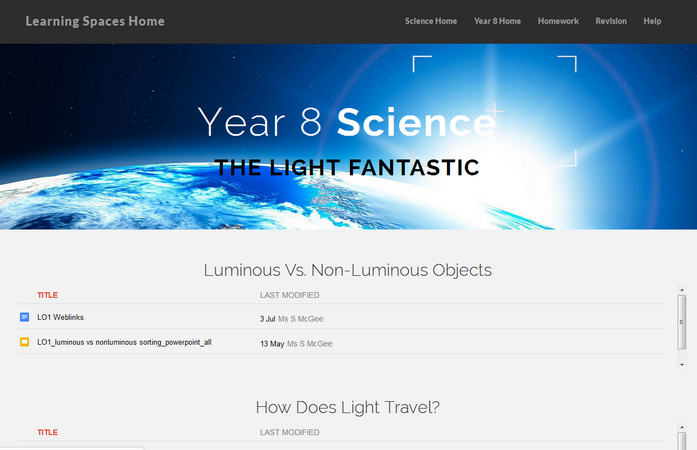 Learning Spaces Home Science Home Year 8 Home Homework Revision Help
Year 8 Science
THE LIGHT FANTASTIC
Luminous Vs. Non-Luminous Objects
TITLE LAST MODIFIED
LO1 Weblinks 3 Jul Ms S McGee
LO1_luminous vs nonluminous sorting_powerpoint_all 13 May Ms S McGee
How Does Light Travel?
TITLE LAST MODIFIED